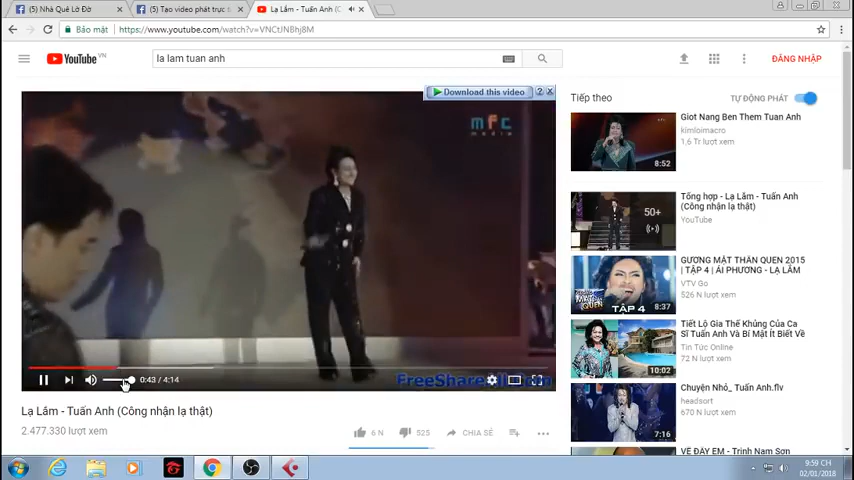 (5) Nhà Quê Lờ Đờ
(5) Tạo video phát trực t
Lạ Lắm - Tuấn Anh (C
Bảo mật
https://www.youtube.com/watch?v=VNCtJNBhj8M
YouTube VN
la lam tuan anh
ĐĂNG NHẬP
Download this video
mfc
media
0:43 / 4:14
Lạ Lắm - Tuấn Anh (Công nhận lạ thật)
2.477.330 lượt xem
6 N
525
CHIA SẺ
Tiếp theo
TỰ ĐỘNG PHÁT
Giot Nang Ben Them Tuan Anh
kimloimacro
1,6 Tr lượt xem
8:52
Tổng hợp - Lạ Lắm - Tuấn Anh
(Công nhận lạ thật)
YouTube
50+
GƯƠNG MẶT THÂN QUEN 2015
| TẬP 4 | ÁI PHƯƠNG - LẠ LẮM
VTV Go
526 N lượt xem
TẬP 4
8:37
Tiết Lộ Gia Thế Khủng Của Ca
Sĩ Tuấn Anh Và Bí Mật Ít Biết Về
Tin Tức Online
72 N lượt xem
10:02
Chuyện Nhỏ_ Tuấn Anh.flv
headsort
670 N lượt xem
7:16
VẺ ĐẸP EM - Trịnh Nam Sơn
9:59 CH
02/01/2018